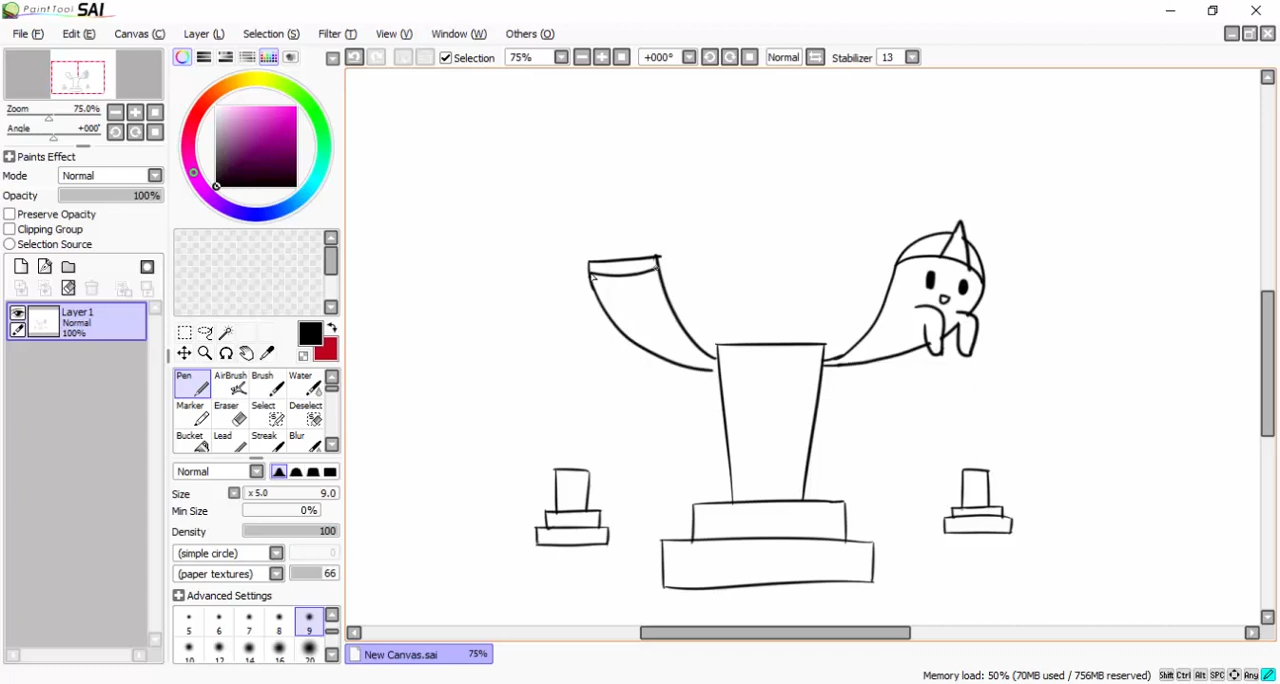 PaintTool SAI
File (F) Edit (E) Canvas (C) Layer (L) Selection (S) Filter (T) View (V) Window (W) Others (O)
Selection 75% +000° Normal Stabilizer 13
Zoom 75.0%
Angle +000°
Paints Effect
Mode Normal
Opacity 100%
Preserve Opacity
Clipping Group
Selection Source
Layer1
Normal
100%
Pen AirBrush Brush Water
Marker Eraser Select Deselect
Bucket Lead Streak Blur
Normal
Size x 5.0 9.0
Min Size 0%
Density 100
(simple circle) 0
(paper textures) 66
Advanced Settings
5 6 7 8 9
10 12 14 16 20
New Canvas.sai 75%
Memory load: 50% (70MB used / 756MB reserved) Shift Ctrl Alt SPC Any